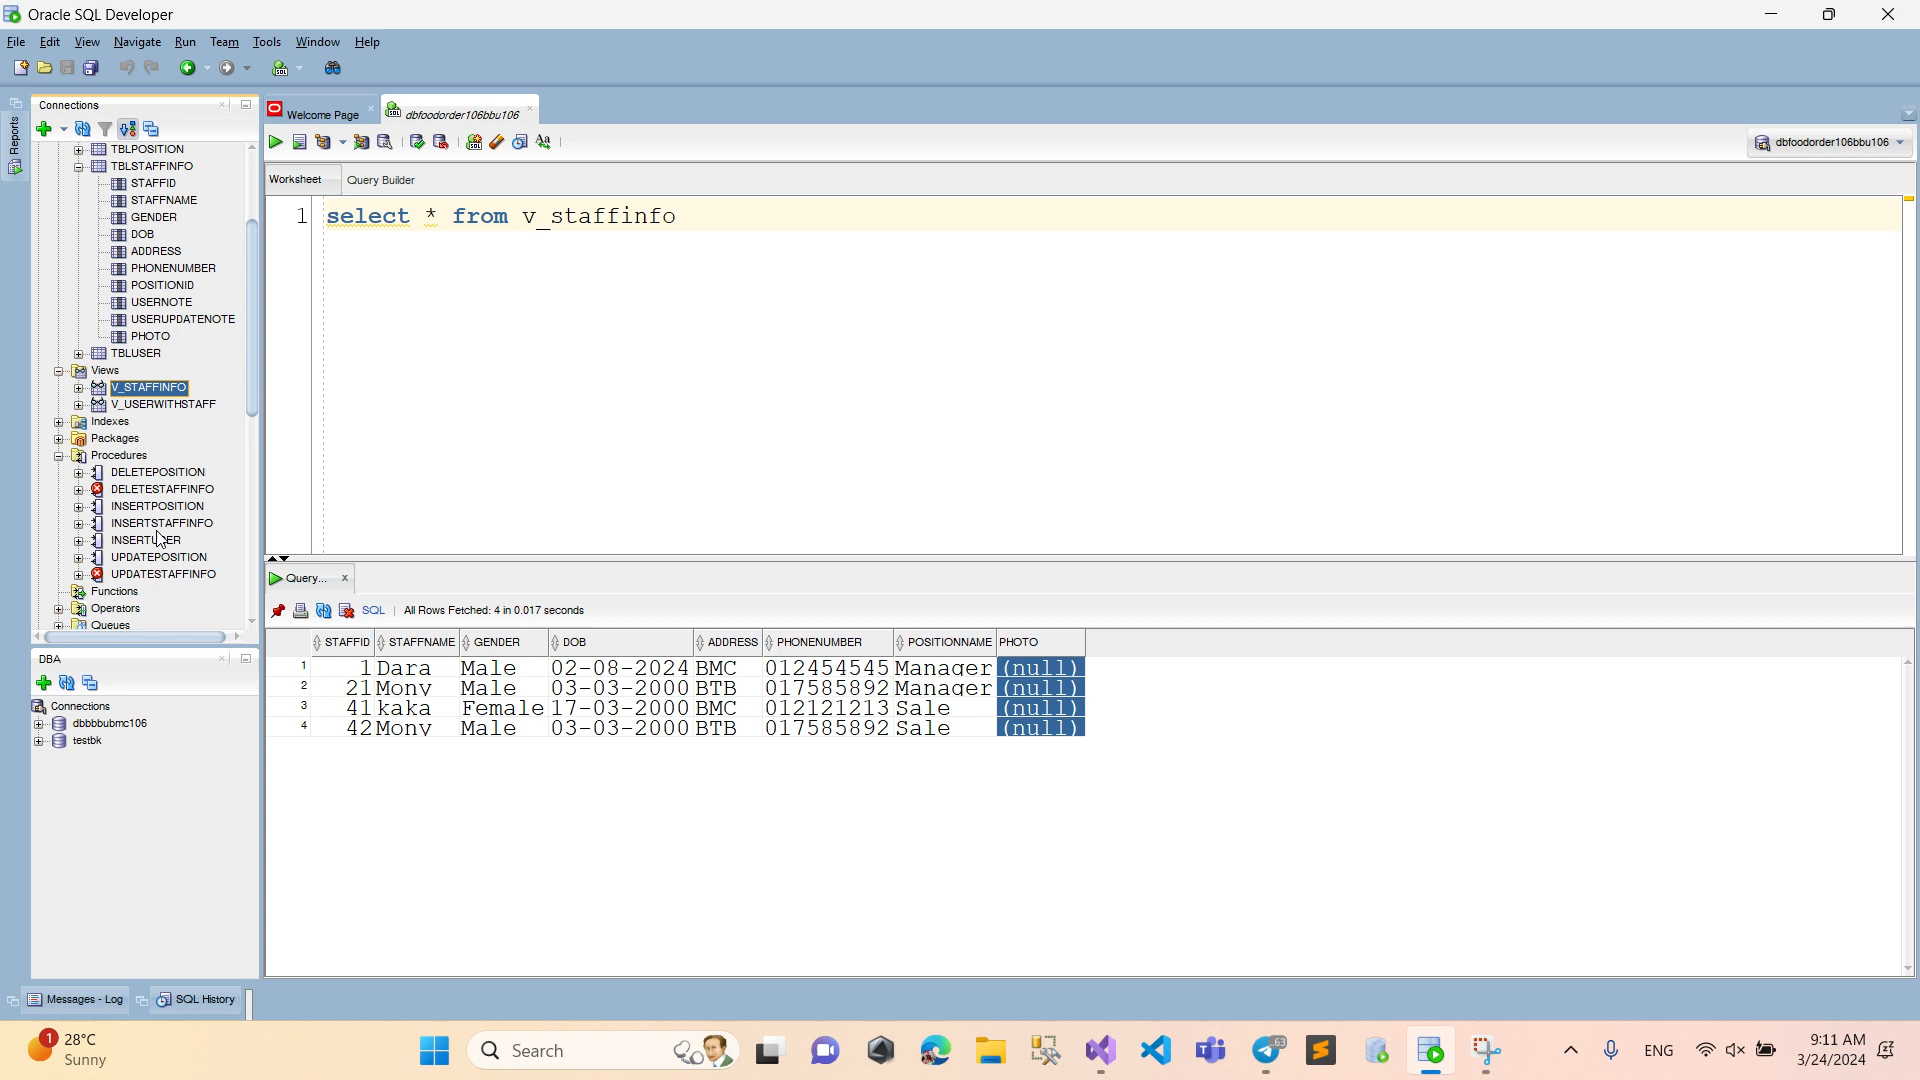 Oracle SQL Developer
File Edit View Navigate Run Team Tools Window Help
Reports
Connections
TBLPOSITION
TBLSTAFFINFO
STAFFID
STAFFNAME
GENDER
DOB
ADDRESS
PHONENUMBER
POSITIONID
USERNOTE
USERUPDATENOTE
PHOTO
TBLUSER
Views
V_STAFFINFO
V_USERWITHSTAFF
Indexes
Packages
Procedures
DELETEPOSITION
DELETESTAFFINFO
INSERTPOSITION
INSERTSTAFFINFO
INSERTUSER
UPDATEPOSITION
UPDATESTAFFINFO
Functions
Operators
Queues
DBA
Connections
dbbbbubmc106
testbk
Welcome Page dbfoodorder106bbu106
dbfoodorder106bbu106
Worksheet Query Builder
1 select * from v_staffinfo
Query...
SQL All Rows Fetched: 4 in 0.017 seconds
STAFFID STAFFNAME GENDER DOB ADDRESS PHONENUMBER POSITIONNAME PHOTO
1 1 Dara Male 02-08-2024 BMC 012454545 Manager (null)
2 21 Mony Male 03-03-2000 BTB 017585892 Manager (null)
3 41 kaka Female 17-03-2000 BMC 012121213 Sale (null)
4 42 Mony Male 03-03-2000 BTB 017585892 Sale (null)
Messages - Log SQL History
1 28°C
Sunny
Search
63
ENG
9:11 AM
3/24/2024